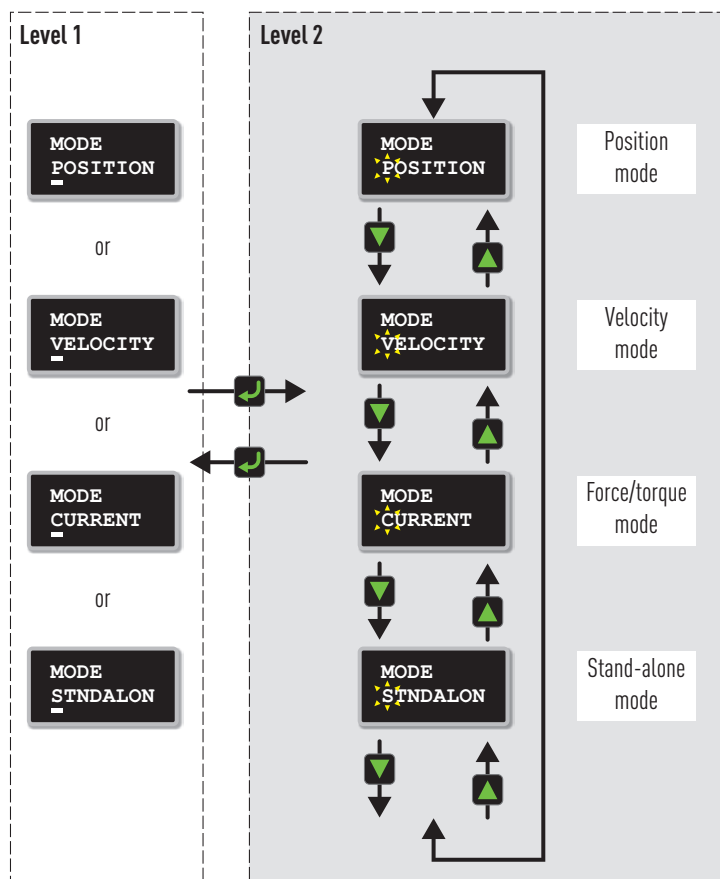 Level 1
Level 2
MODE
POSITION
MODE
POSITION
Position
mode
or
MODE
VELOCITY
MODE
VELOCITY
Velocity
mode
or
MODE
CURRENT
MODE
CURRENT
Force/torque
mode
or
MODE
STNDALON
MODE
STNDALON
Stand-alone
mode